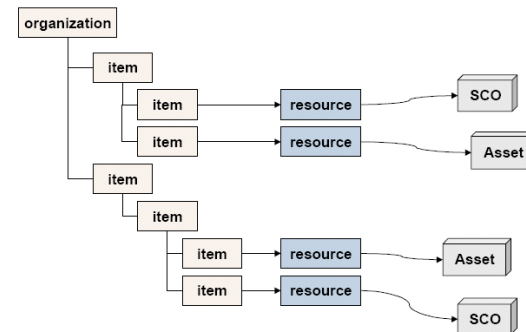 organization
item
item
resource
SCO
item
resource
Asset
item
item
item
resource
Asset
item
resource
SCO